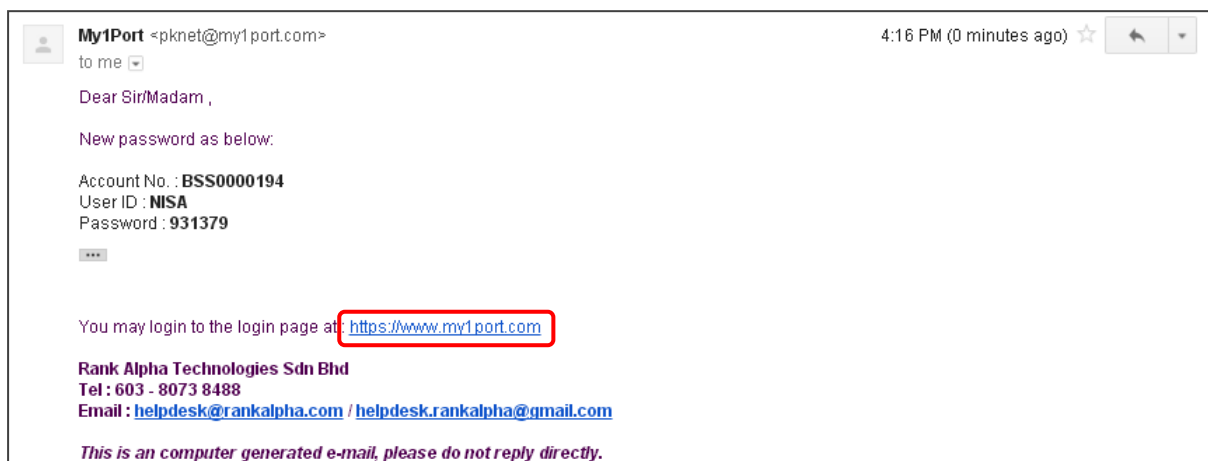 My1Port <pknet@my1port.com> 4:16 PM (0 minutes ago)
to me
Dear Sir/Madam ,
New password as below:
Account No. : BSS0000194
User ID : NISA
Password : 931379
...
You may login to the login page at : https://www.my1port.com
Rank Alpha Technologies Sdn Bhd
Tel : 603 - 8073 8488
Email : helpdesk@rankalpha.com / helpdesk.rankalpha@gmail.com
This is an computer generated e-mail, please do not reply directly.